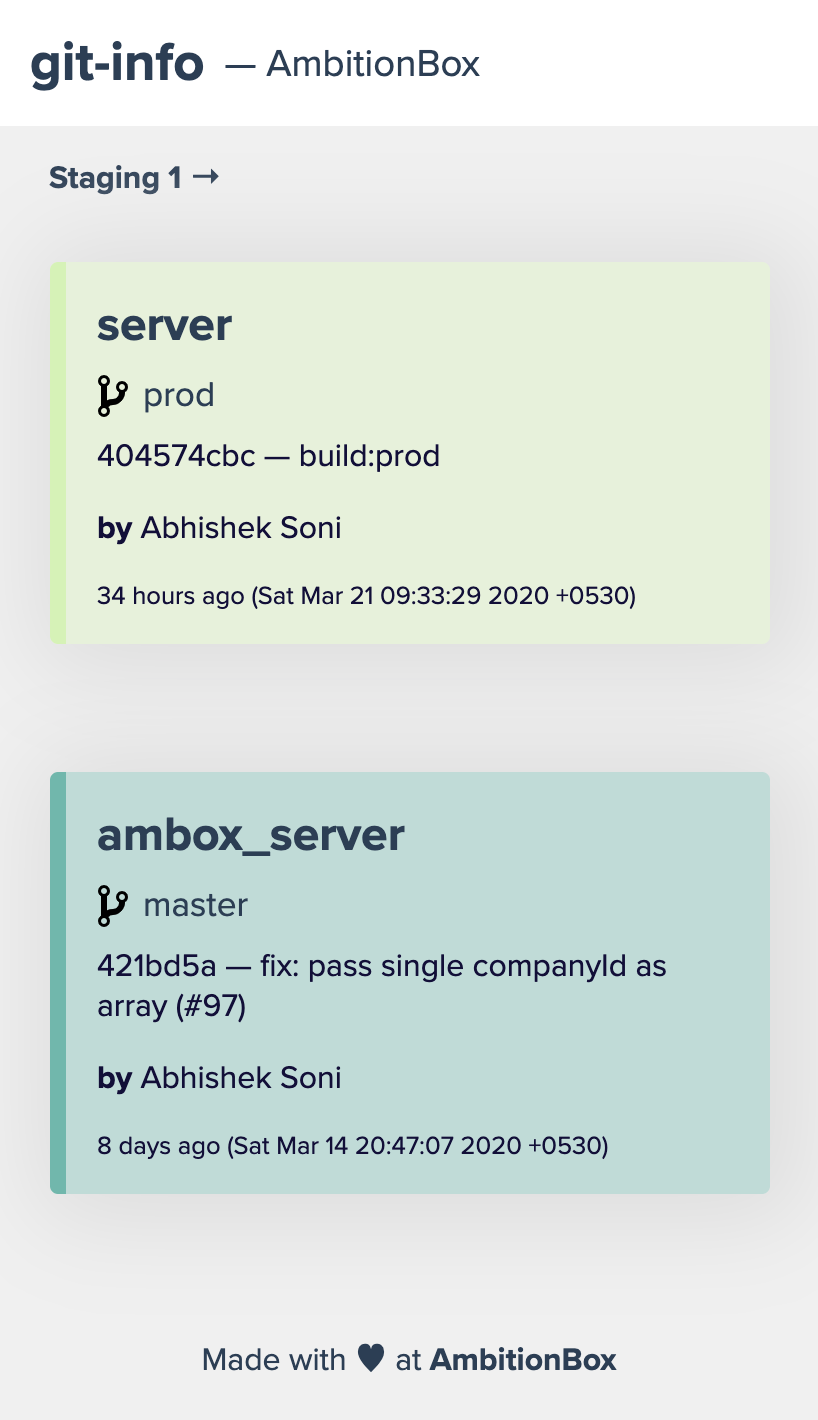 git-info — AmbitionBox
Staging 1 →
server
prod
404574cbc — build:prod
by Abhishek Soni
34 hours ago (Sat Mar 21 09:33:29 2020 +0530)
ambox_server
master
421bd5a — fix: pass single companyId as
array (#97)
by Abhishek Soni
8 days ago (Sat Mar 14 20:47:07 2020 +0530)
Made with ♥ at AmbitionBox